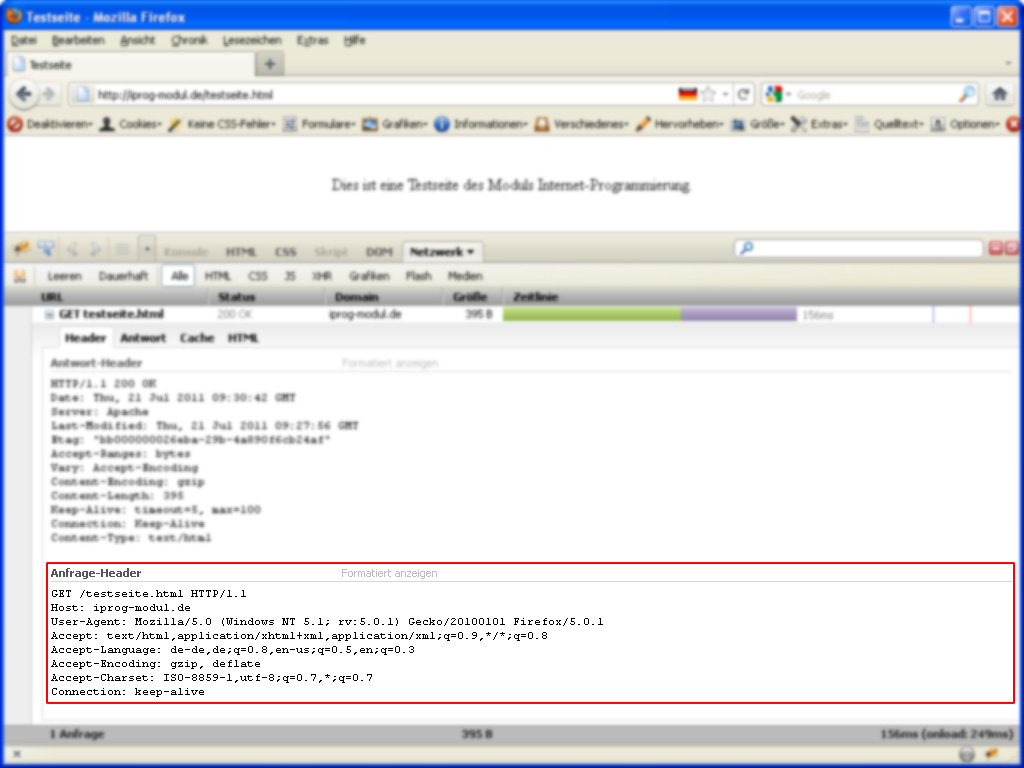 Testseite - Mozilla Firefox
Datei Bearbeiten Ansicht Chronik Lesezeichen Extras Hilfe
Testseite
http://iprog-modul.de/testseite.html Google
Deaktivieren Cookies Keine CSS-Fehler Formulare Grafiken Informationen Verschiedenes Hervorheben Größe Extras Quelltext Optionen
Dies ist eine Testseite des Moduls Internet-Programmierung.
Konsole HTML CSS Skript DOM Netzwerk
Leeren Dauerhaft Alle HTML CSS JS XHR Grafiken Flash Medien
URL Status Domain Größe Zeitlinie
GET testseite.html 200 OK iprog-modul.de 395 B 156ms
Header Antwort Cache HTML
Antwort-Header Formatiert anzeigen
HTTP/1.1 200 OK
Date: Thu, 21 Jul 2011 09:30:42 GMT
Server: Apache
Last-Modified: Thu, 21 Jul 2011 09:27:56 GMT
Etag: "bb000000026eba-29b-4a890f6cb24af"
Accept-Ranges: bytes
Vary: Accept-Encoding
Content-Encoding: gzip
Content-Length: 395
Keep-Alive: timeout=5, max=100
Connection: Keep-Alive
Content-Type: text/html
Anfrage-Header Formatiert anzeigen
GET /testseite.html HTTP/1.1
Host: iprog-modul.de
User-Agent: Mozilla/5.0 (Windows NT 5.1; rv:5.0.1) Gecko/20100101 Firefox/5.0.1
Accept: text/html,application/xhtml+xml,application/xml;q=0.9,*/*;q=0.8
Accept-Language: de-de,de;q=0.8,en-us;q=0.5,en;q=0.3
Accept-Encoding: gzip, deflate
Accept-Charset: ISO-8859-1,utf-8;q=0.7,*;q=0.7
Connection: keep-alive
1 Anfrage 395 B 156ms (onload: 249ms)